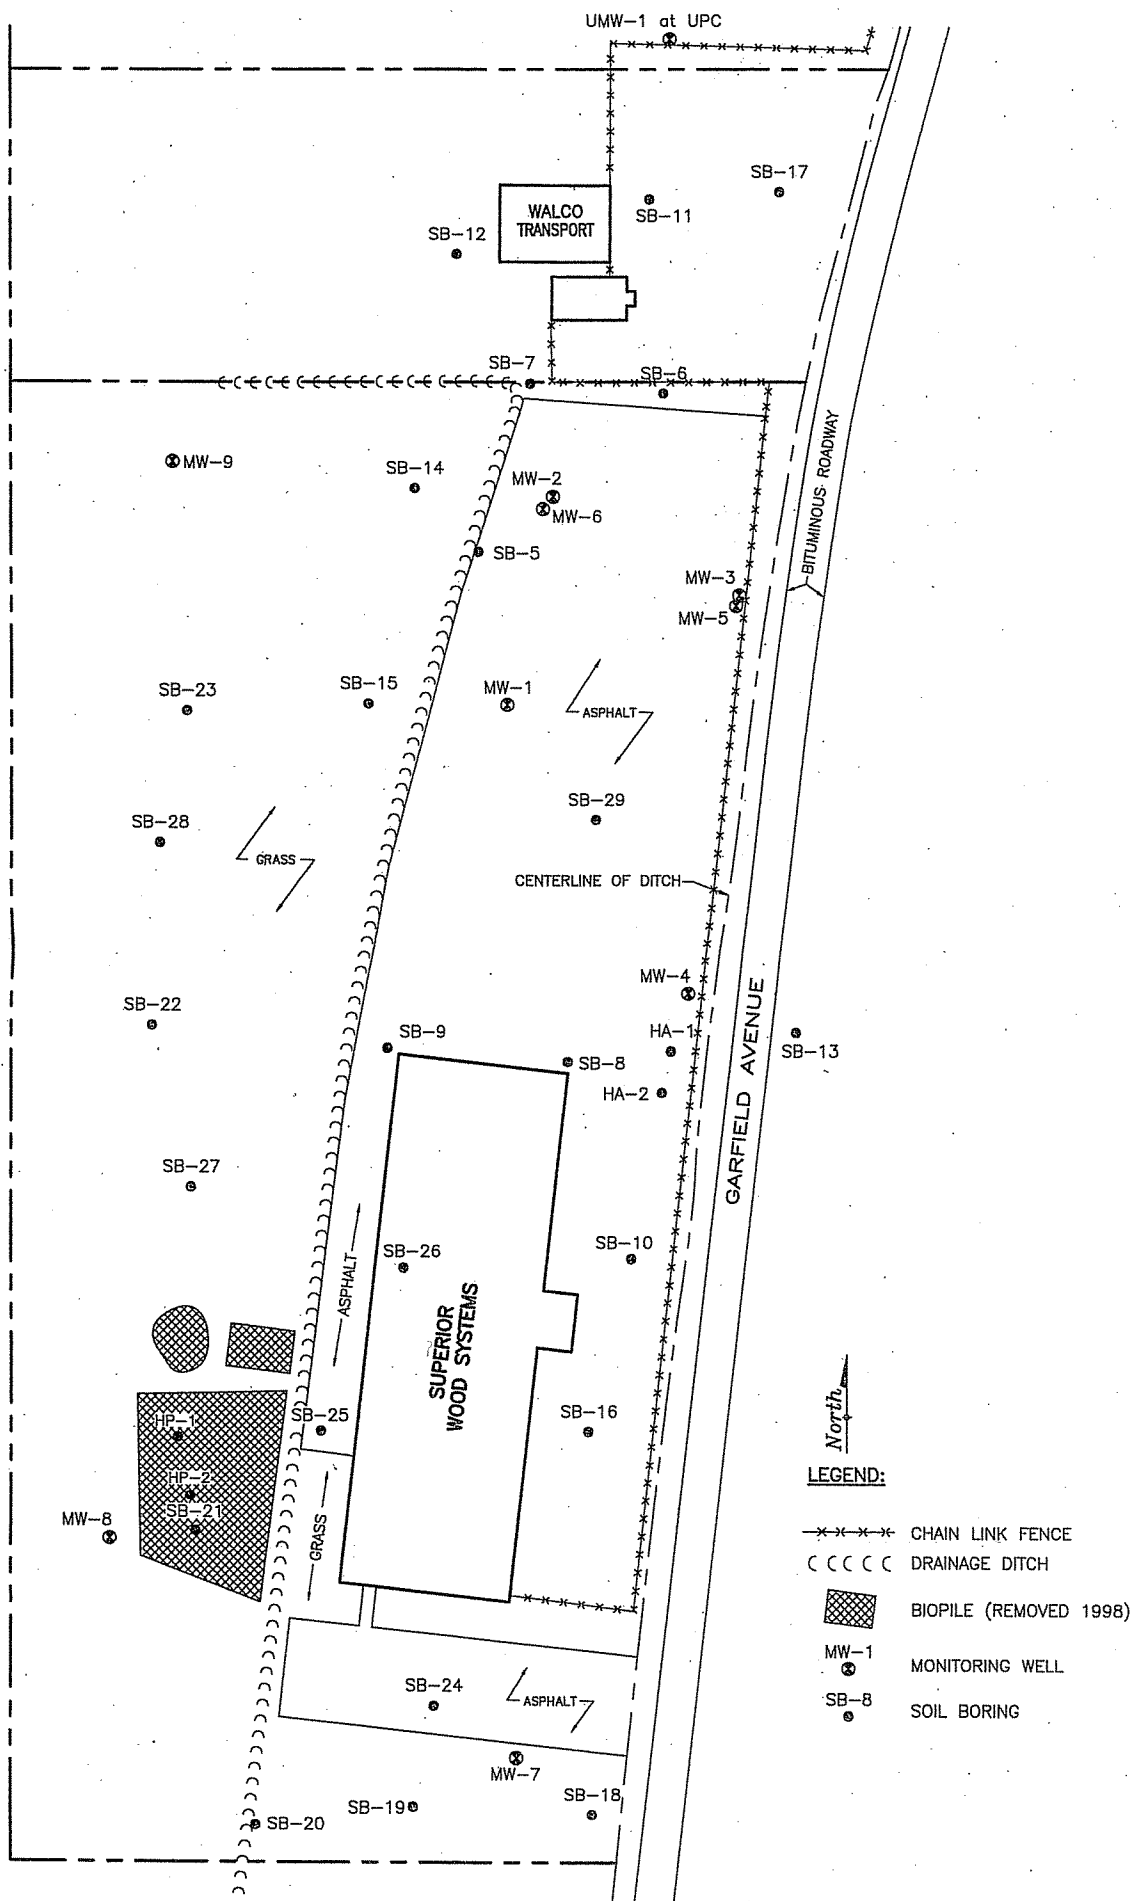 UMW-1 at UPC
SB-17
SB-11
WALCO
TRANSPORT
SB-12
SB-7
SB-6
BITUMINOUS ROADWAY
MW-9
SB-14
MW-2
MW-6
SB-5
MW-3
MW-5
SB-23
SB-15
MW-1
ASPHALT
SB-29
SB-28
GRASS
CENTERLINE OF DITCH
MW-4
SB-22
SB-9
HA-1
SB-13
SB-8
HA-2
GARFIELD AVENUE
SB-27
SB-10
SB-26
ASPHALT
SUPERIOR
WOOD SYSTEMS
SB-25
SB-16
HP-1
HP-2
SB-21
MW-8
GRASS
North
LEGEND:
CHAIN LINK FENCE
DRAINAGE DITCH
BIOPILE (REMOVED 1998)
MW-1
MONITORING WELL
SB-8
SOIL BORING
SB-24
ASPHALT
MW-7
SB-19
SB-18
SB-20